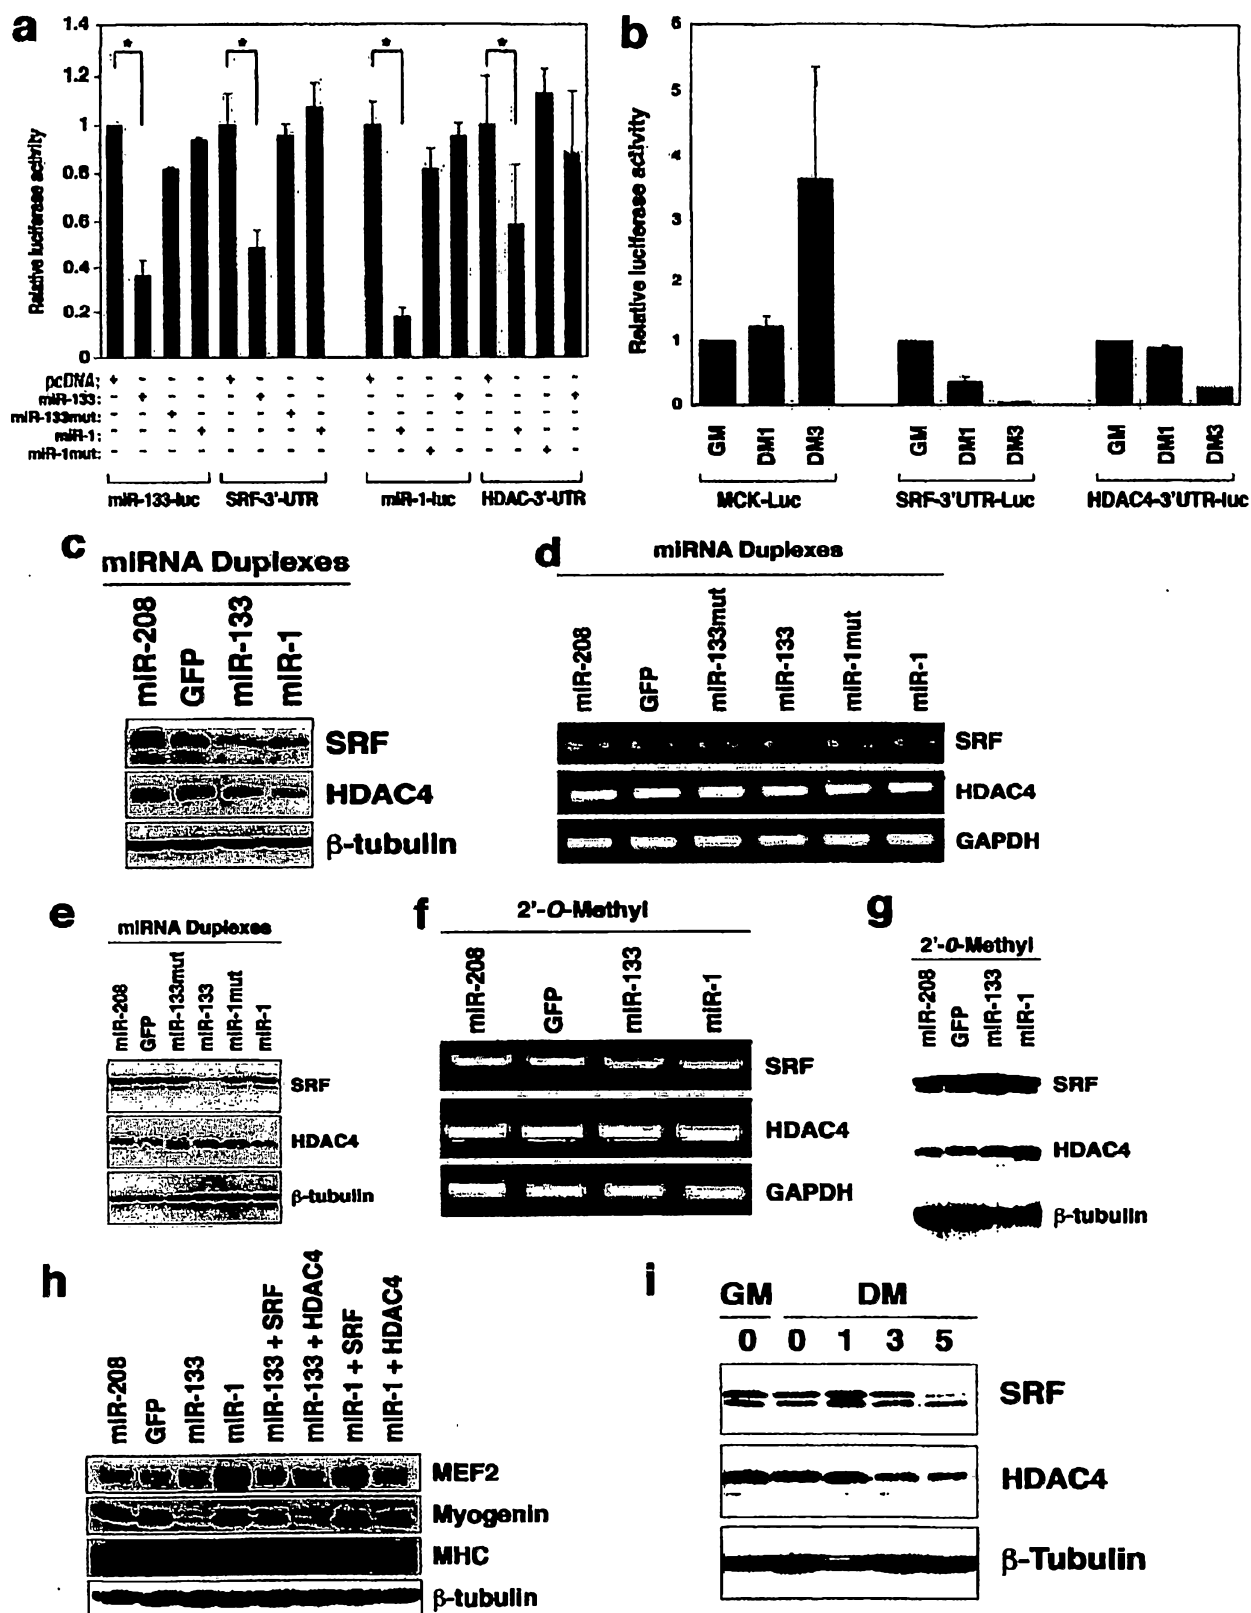 a
b
1.4
1.2
1
0.8
0.6
0.4
0.2
0
Relative luciferase activity
* * * *
pcDNA: + - - - + - - - + - - - + - - -
miR-133: - + - - - + - - - - - + - - - +
miR-133mut: - - + - - - + - - - - - - - - -
miR-1: - - - + - - - + - + - - - + - -
miR-1mut: - - - - - - - - - - + - - - + -
miR-133-luc SRF-3'-UTR miR-1-luc HDAC-3'-UTR
6
5
4
3
2
1
0
Relative luciferase activity
GM DM1 DM3 GM DM1 DM3 GM DM1 DM3
MCK-Luc SRF-3'UTR-Luc HDAC4-3'UTR-luc
c
miRNA Duplexes
miR-208 GFP miR-133 miR-1
SRF
HDAC4
β-tubulin
d
miRNA Duplexes
miR-208 GFP miR-133mut miR-133 miR-1mut miR-1
SRF
HDAC4
GAPDH
e
miRNA Duplexes
miR-208 GFP miR-133mut miR-133 miR-1mut miR-1
SRF
HDAC4
β-tubulin
f
2'-O-Methyl
miR-208 GFP miR-133 miR-1
SRF
HDAC4
GAPDH
g
2'-O-Methyl
miR-208 GFP miR-133 miR-1
SRF
HDAC4
β-tubulin
h
miR-208 GFP miR-133 miR-1 miR-133 + SRF miR-133 + HDAC4 miR-1 + SRF miR-1 + HDAC4
MEF2
Myogenin
MHC
β-tubulin
i
GM DM
0 0 1 3 5
SRF
HDAC4
β-Tubulin